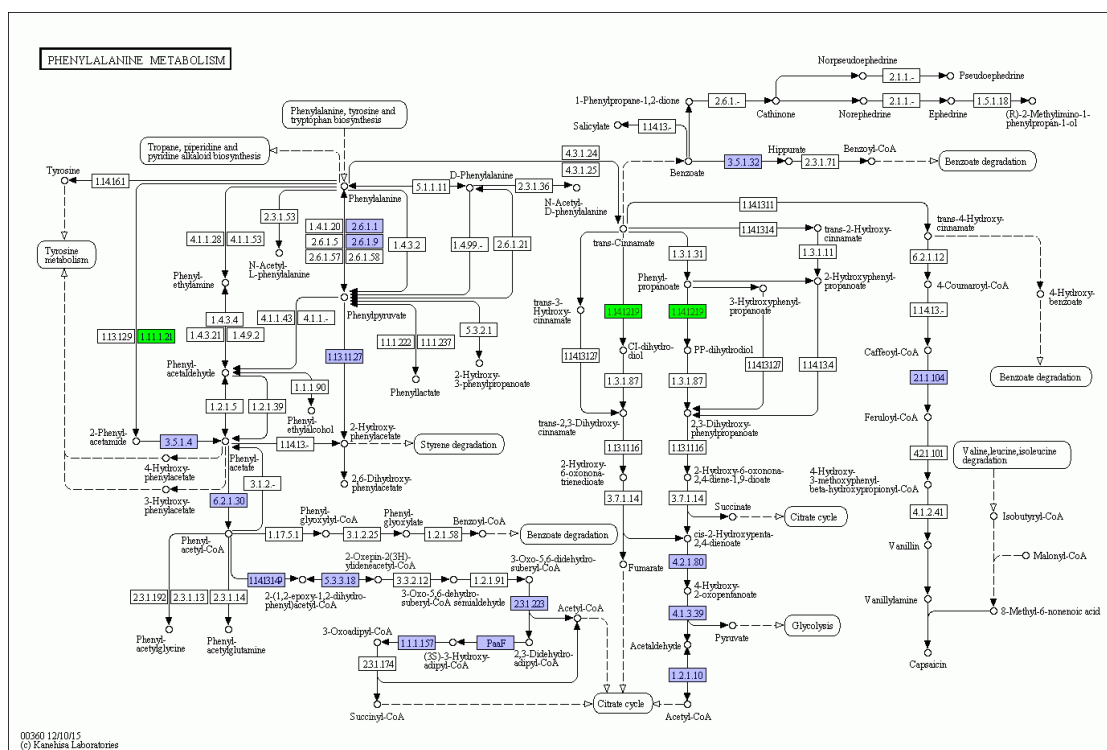 PHENYLALANINE METABOLISM
Norpseudoephedrine
2.1.1.-
Pseudoephedrine
1-Phenylpropane-1,2-dione
2.6.1.-
Cathinone
2.1.1.-
Norephedrine
Ephedrine
1.5.1.18
(R)-2-Methylimino-1-
phenylpropan-1-ol
Phenylalanine, tyrosine and
tryptophan biosynthesis
Salicylate
1.14.13.-
Tropane, piperidine and
pyridine alkaloid biosynthesis
4.3.1.24
4.3.1.25
Benzoate
3.5.1.32
Hippurate
2.3.1.71
Benzoyl-CoA
Benzoate degradation
Tyrosine
1.14.16.1
Phenylalanine
5.1.1.11
D-Phenylalanine
2.3.1.36
N-Acetyl-
D-phenylalanine
1.14.13.11
2.3.1.53
1.4.1.20
2.6.1.1
2.6.1.5
2.6.1.9
2.6.1.57
2.6.1.58
1.4.3.2
1.4.99.-
2.6.1.21
trans-Cinnamate
1.14.13.14
trans-2-Hydroxy-
cinnamate
trans-4-Hydroxy-
cinnamate
4.1.1.28
4.1.1.53
Tyrosine
metabolism
N-Acetyl-
L-phenylalanine
Phenyl-
ethylamine
1.3.1.31
1.3.1.11
6.2.1.12
Phenyl-
propanoate
2-Hydroxyphenyl-
propanoate
4-Coumaroyl-CoA
4-Hydroxy-
benzoate
Phenylpyruvate
trans-3-
Hydroxy-
cinnamate
3-Hydroxyphenyl-
propanoate
1.14.13.-
1.13.12.9
1.11.1.21
1.4.3.4
1.4.3.21
1.4.9.2
4.1.1.43
4.1.1.-
1.14.12.19
1.14.12.19
5.3.2.1
1.1.1.222
1.1.1.237
1.13.11.27
CI-dihydro-
diol
PP-dihydrodiol
1.14.13.127
1.14.13.127
1.14.13.4
Caffeoyl-CoA
Phenyl-
acetaldehyde
2-Hydroxy-
3-phenylpropanoate
Phenyllactate
1.3.1.87
1.3.1.87
2.1.1.104
Benzoate degradation
1.1.1.90
1.2.1.5
1.2.1.39
Phenyl-
ethylalcohol
trans-2,3-Dihydroxy-
cinnamate
2,3-Dihydroxy-
phenylpropanoate
Feruloyl-CoA
2-Phenyl-
acetamide
3.5.1.4
Phenyl-
acetate
1.14.13.-
2-Hydroxy-
phenylacetate
Styrene degradation
1.13.11.16
1.13.11.16
4.2.1.101
Valine, leucine, isoleucine
degradation
4-Hydroxy-
phenylacetate
3-Hydroxy-
phenylacetate
3.1.2.-
2,6-Dihydroxy-
phenylacetate
2-Hydroxy-
6-oxonona-
trienedioate
2-Hydroxy-6-oxonona-
2,4-diene-1,9-dioate
4-Hydroxy-
3-methoxyphenyl-
beta-hydroxypropionyl-CoA
6.2.1.30
3.7.1.14
3.7.1.14
Succinate
Citrate cycle
4.1.2.41
Isobutyryl-CoA
Phenyl-
acetyl-CoA
1.17.5.1
Phenyl-
glyoxylyl-CoA
3.1.2.25
Phenyl-
glyoxylate
1.2.1.58
Benzoyl-CoA
Benzoate degradation
cis-2-Hydroxypenta-
2,4-dienoate
Vanillin
Malonyl-CoA
Fumarate
4.2.1.80
1.14.13.149
2-(1,2-epoxy-1,2-dihydro-
phenyl)acetyl-CoA
5.3.3.18
2-Oxepin-2(3H)-
ylideneacetyl-CoA
3.3.2.12
3-Oxo-5,6-dehydro-
suberyl-CoA semialdehyde
1.2.1.91
3-Oxo-5,6-didehydro-
suberyl-CoA
4-Hydroxy-
2-oxopentanoate
Vanillylamine
2.3.1.192
2.3.1.13
2.3.1.14
2.3.1.223
Acetyl-CoA
4.1.3.39
8-Methyl-6-nonenoic acid
Phenyl-
acetylglycine
Phenyl-
acetylglutamine
3-Oxoadipyl-CoA
1.1.1.157
(3S)-3-Hydroxy-
adipyl-CoA
PaaF
2,3-Didehydro-
adipyl-CoA
Pyruvate
Glycolysis
Acetaldehyde
2.3.1.174
Capsaicin
1.2.1.10
Succinyl-CoA
Citrate cycle
Acetyl-CoA
00360 12/10/15
(c) Kanehisa Laboratories